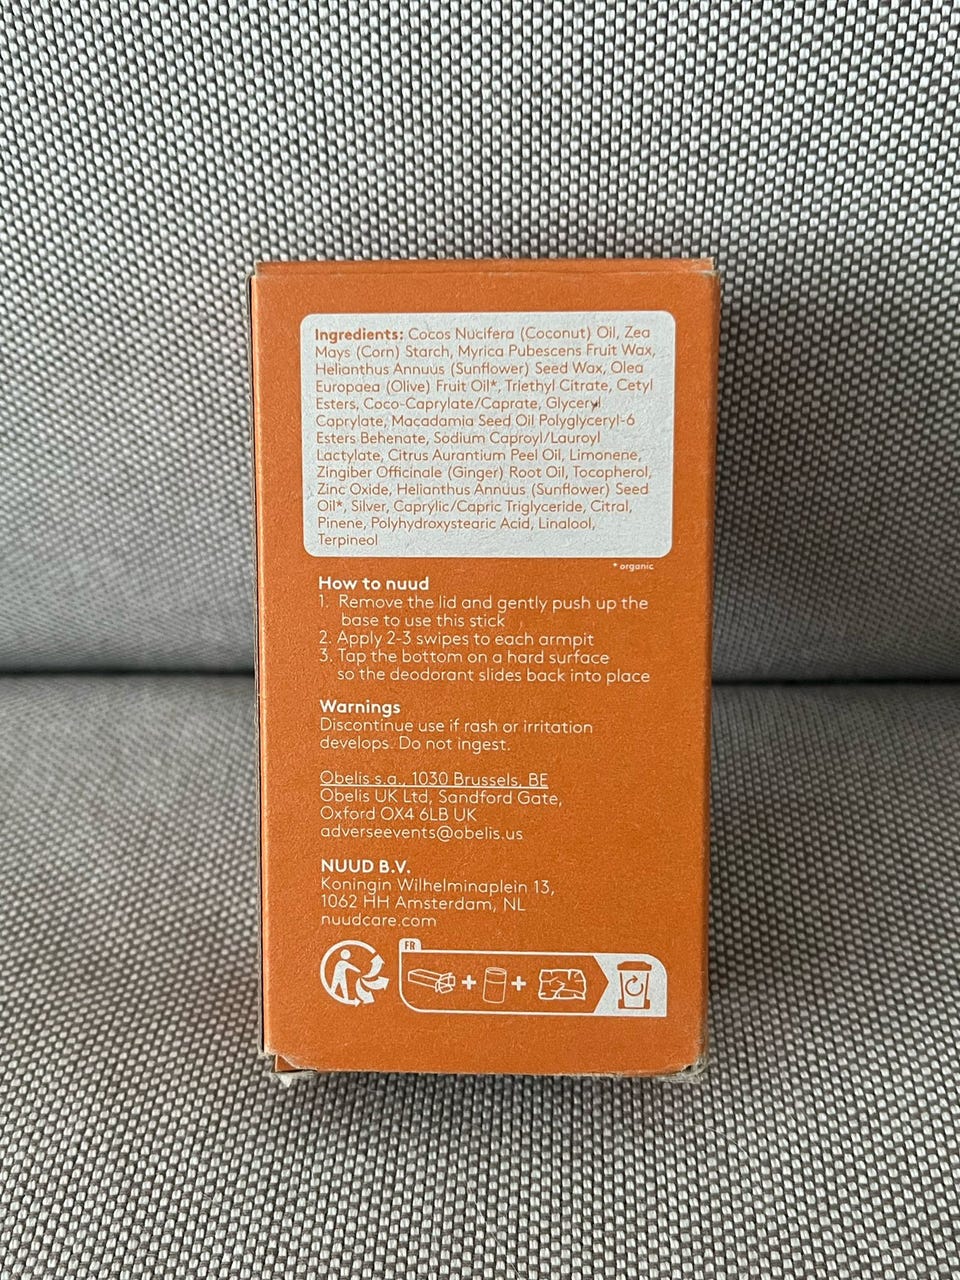 Ingredients: Cocos Nucifera (Coconut) Oil, Zea
Mays (Corn) Starch, Myrica Pubescens Fruit Wax,
Helianthus Annuus (Sunflower) Seed Wax, Olea
Europaea (Olive) Fruit Oil*, Triethyl Citrate, Cetyl
Esters, Coco-Caprylate/Caprate, Glyceryl
Caprylate, Macadamia Seed Oil Polyglyceryl-6
Esters Behenate, Sodium Caproyl/Lauroyl
Lactylate, Citrus Aurantium Peel Oil, Limonene,
Zingiber Officinale (Ginger) Root Oil, Tocopherol,
Zinc Oxide, Helianthus Annuus (Sunflower) Seed
Oil*, Silver, Caprylic/Capric Triglyceride, Citral,
Pinene, Polyhydroxystearic Acid, Linalool,
Terpineol
* organic
How to nuud
1. Remove the lid and gently push up the
base to use this stick
2. Apply 2-3 swipes to each armpit
3. Tap the bottom on a hard surface
so the deodorant slides back into place
Warnings
Discontinue use if rash or irritation
develops. Do not ingest.
Obelis s.a., 1030 Brussels, BE
Obelis UK Ltd, Sandford Gate,
Oxford OX4 6LB UK
adverseevents@obelis.us
NUUD B.V.
Koningin Wilhelminaplein 13,
1062 HH Amsterdam, NL
nuudcare.com
FR